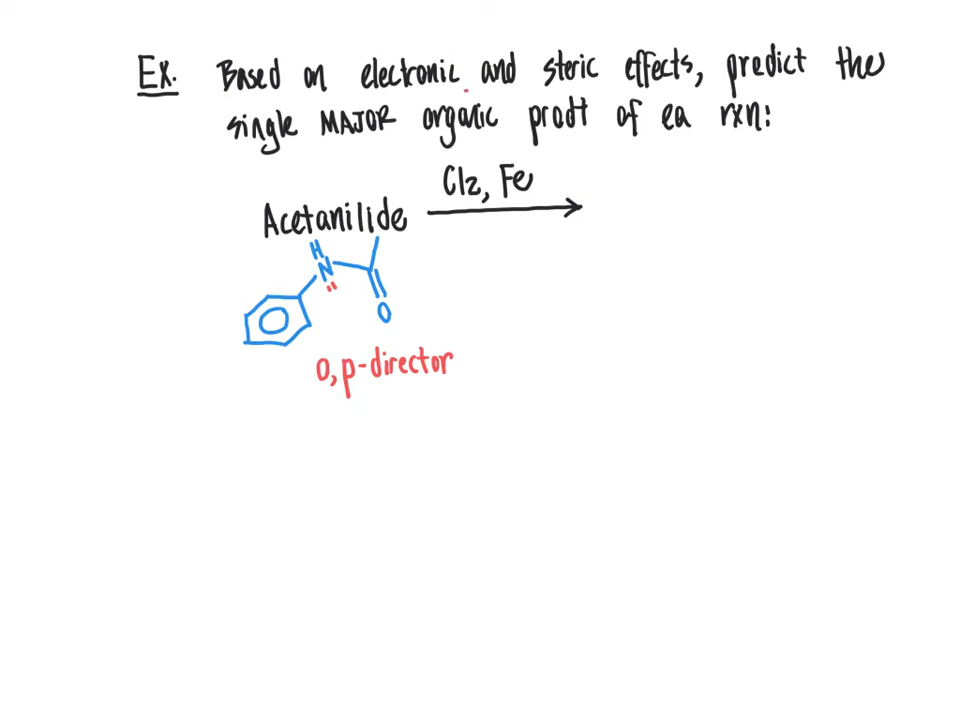 Ex. Based on electronic and steric effects, predict the
single MAJOR organic prodt of ea rxn:
Cl2, Fe
Acetanilide
H
N
O
O,p-director